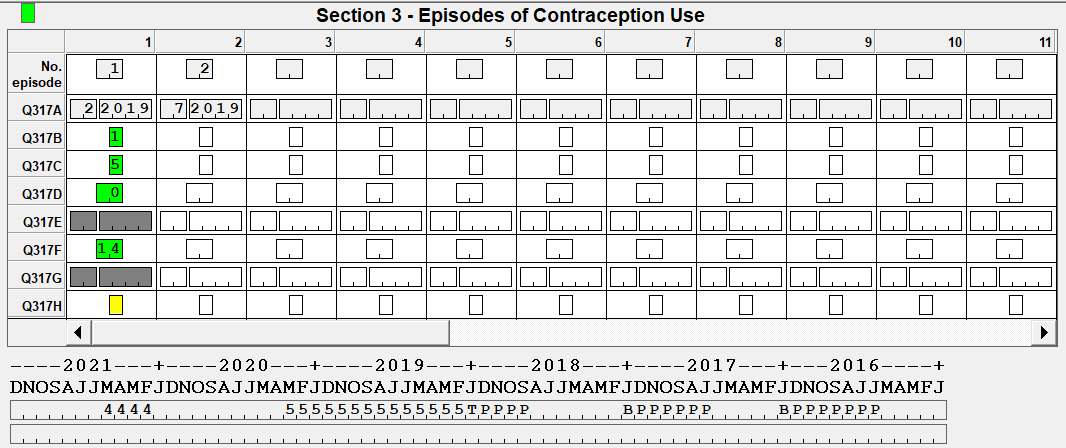 Section 3 - Episodes of Contraception Use
1 2 3 4 5 6 7 8 9 10 11
No. episode 1 2
Q317A 2 2019 7 2019
Q317B 1
Q317C 5
Q317D 0
Q317E
Q317F 14
Q317G
Q317H
----2021---+----2020---+----2019---+----2018---+----2017---+---2016----+
DNOSAJJMAMFJDNOSAJJMAMFJDNOSAJJMAMFJDNOSAJJMAMFJDNOSAJJMAMFJDNOSAJJMAMFJ
4444 55555555555555TPPPP BPPPPPP BPPPPPPP